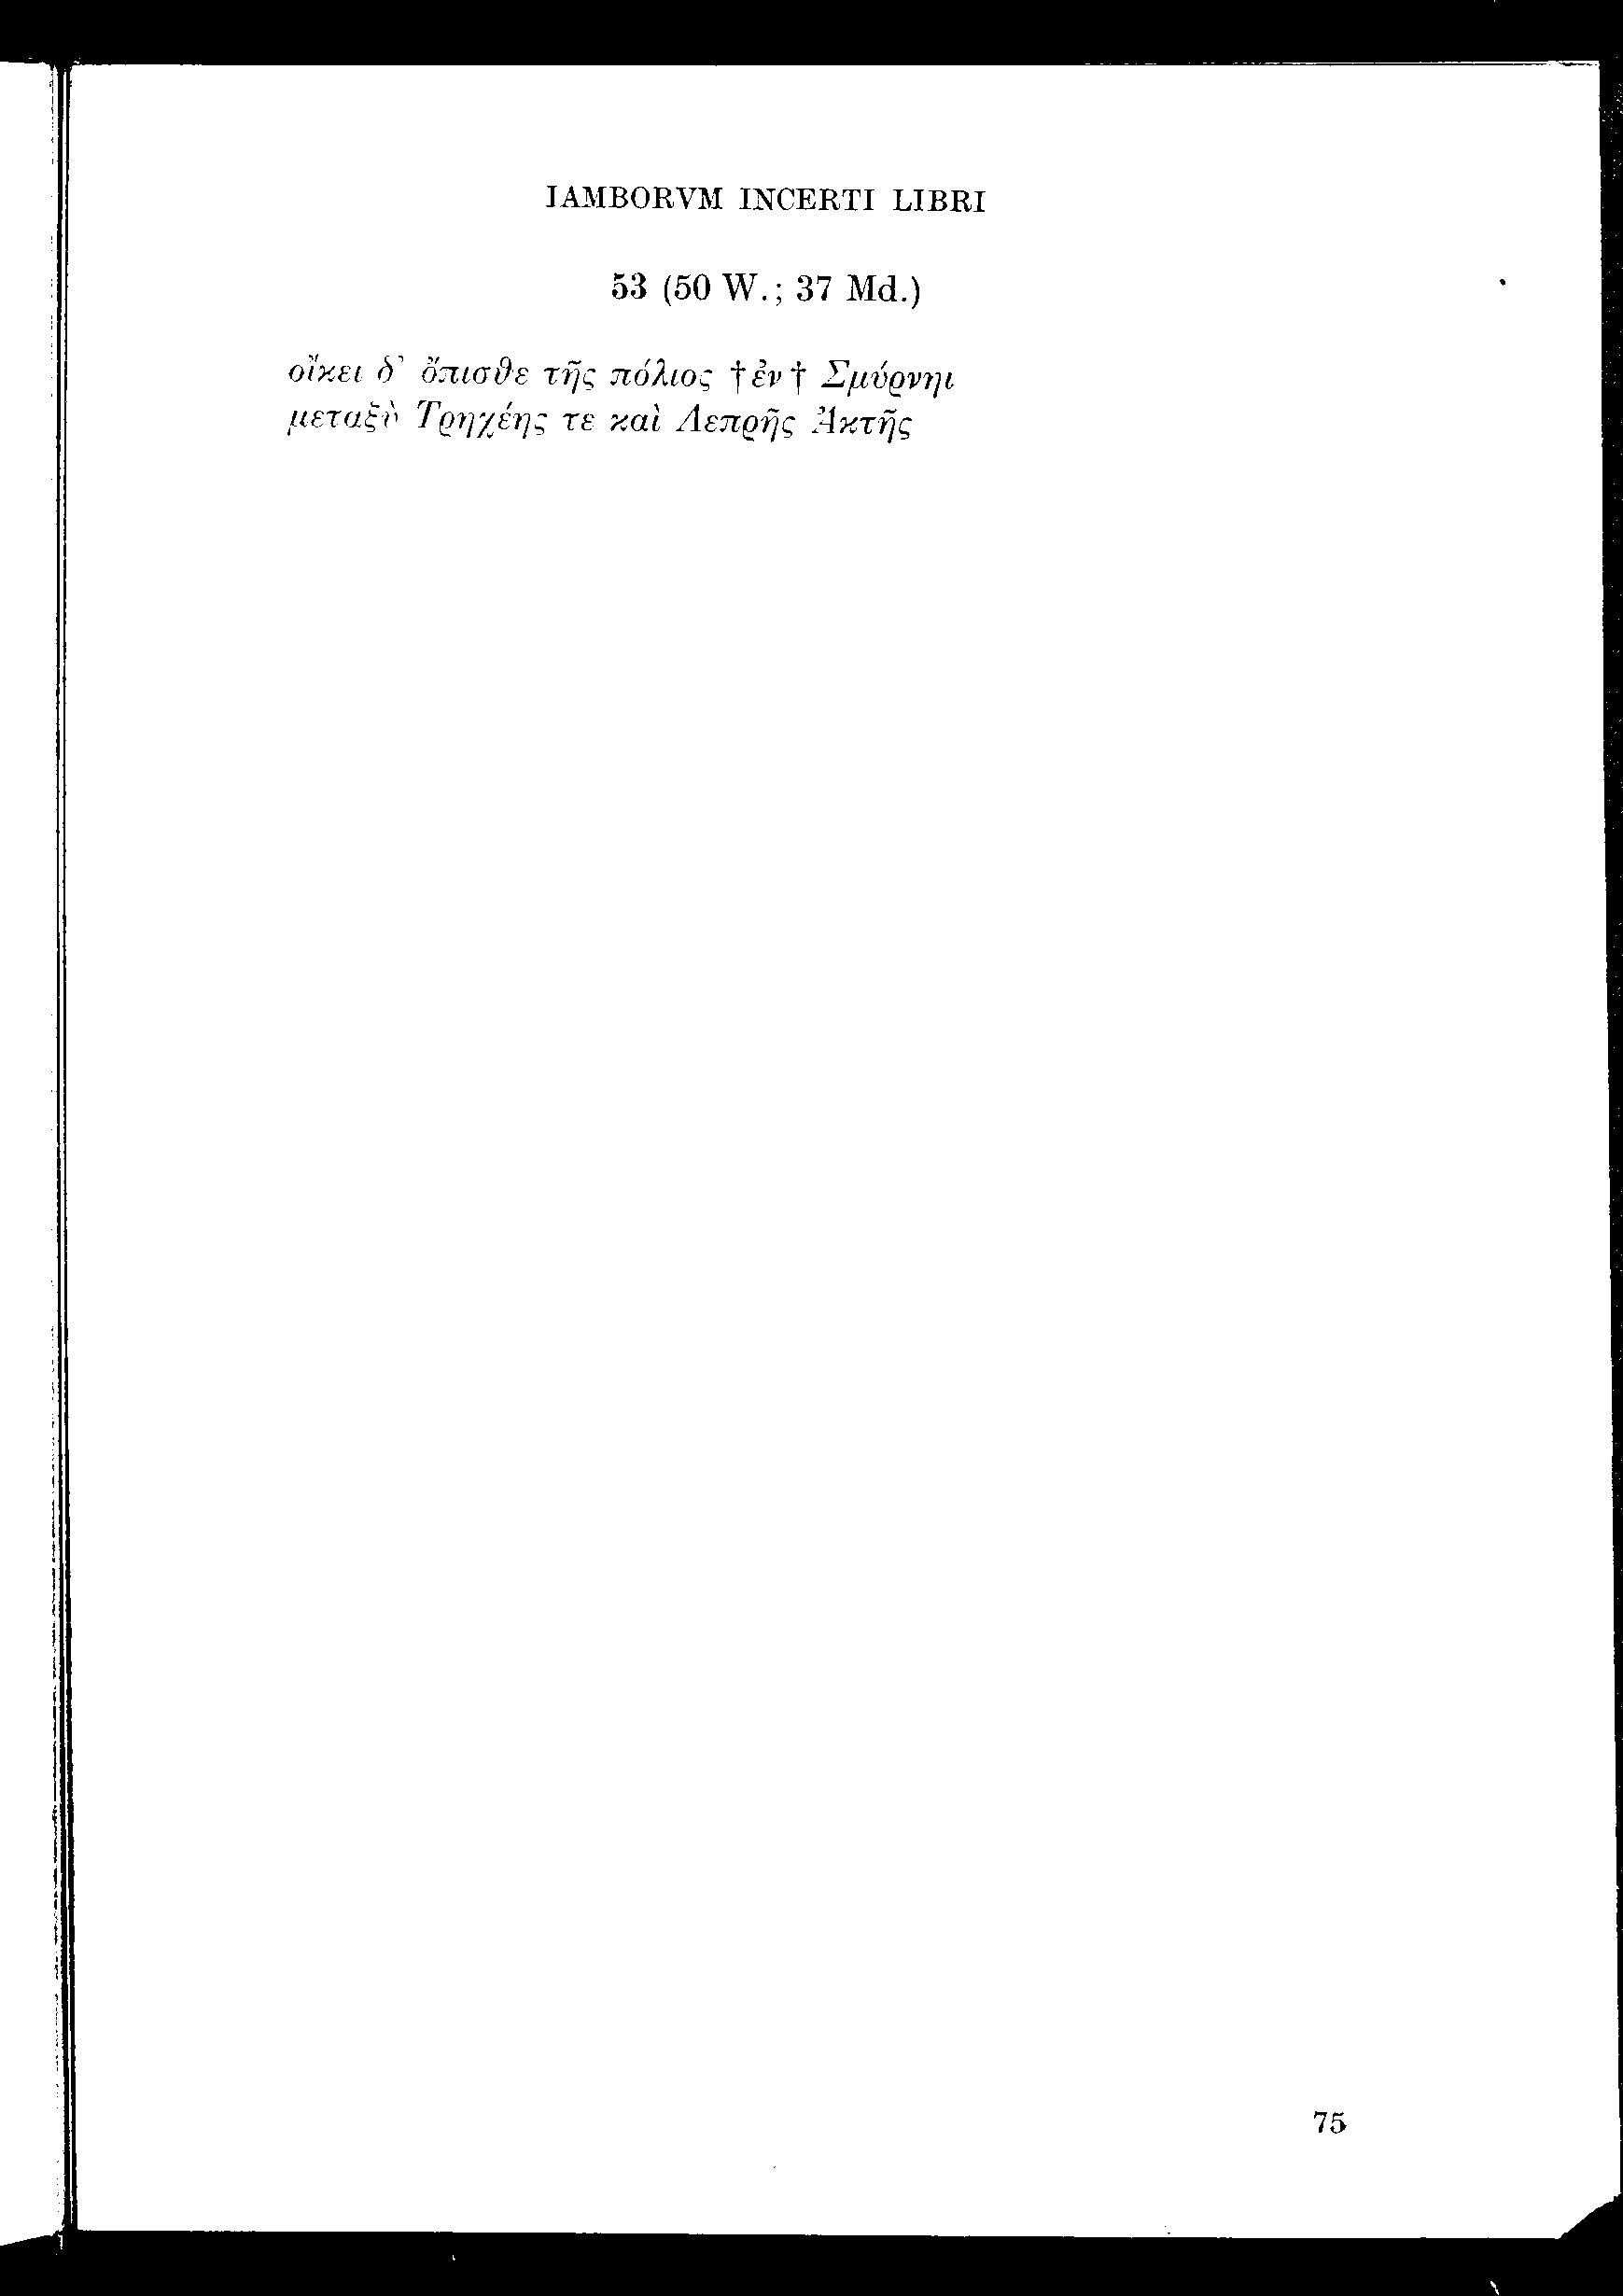 IAMBORVM INCERTI LIBRI
53 (50 W.; 37 Md.)
οἴκει δ' ὄπισθε τῆς πόλιος †ἐν† Σμύρνηι
μεταξὺ Τρηχέης τε καὶ Λεπρῆς Ἀκτῆς
75